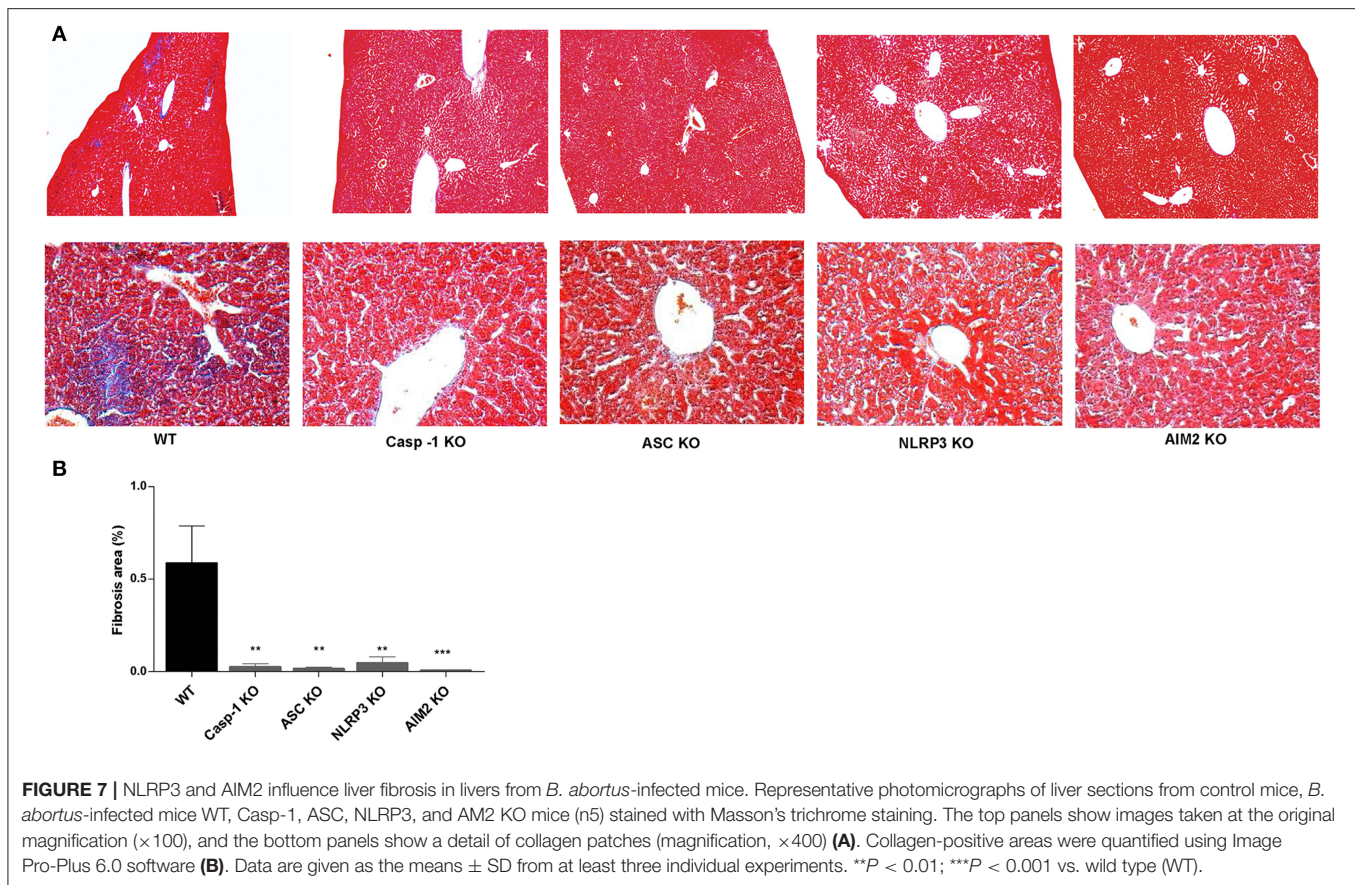 A
WT
Casp -1 KO
ASC KO
NLRP3 KO
AIM2 KO
B
Fibrosis area (%)
1.0
0.5
0.0
**
**
**
***
WT
Casp-1 KO
ASC KO
NLRP3 KO
AIM2 KO
FIGURE 7 | NLRP3 and AIM2 influence liver fibrosis in livers from B. abortus-infected mice. Representative photomicrographs of liver sections from control mice, B.
abortus-infected mice WT, Casp-1, ASC, NLRP3, and AM2 KO mice (n5) stained with Masson's trichrome staining. The top panels show images taken at the original
magnification (×100), and the bottom panels show a detail of collagen patches (magnification, ×400) (A). Collagen-positive areas were quantified using Image
Pro-Plus 6.0 software (B). Data are given as the means ± SD from at least three individual experiments. **P < 0.01; ***P < 0.001 vs. wild type (WT).